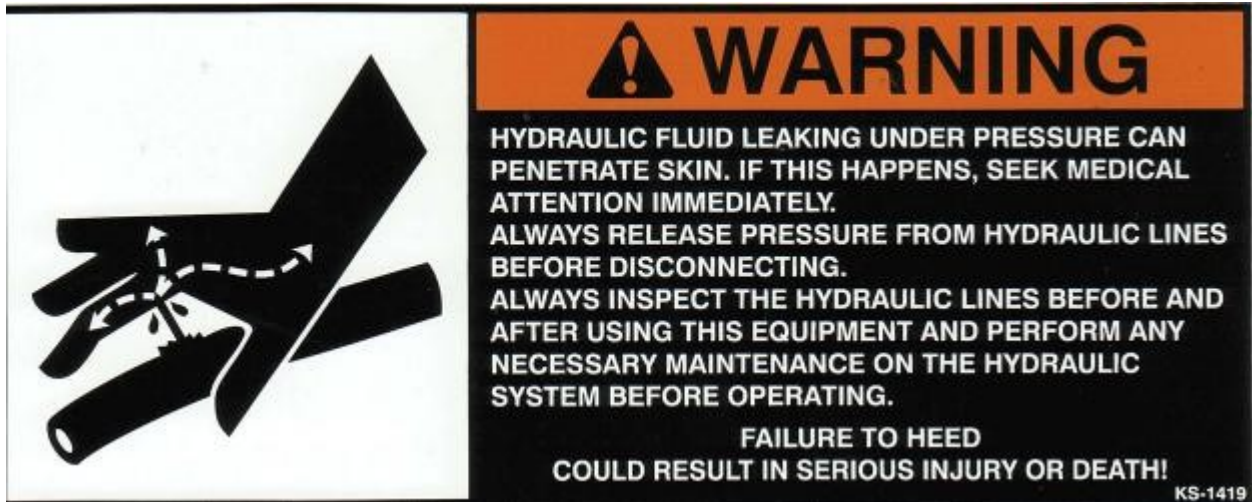 WARNING
HYDRAULIC FLUID LEAKING UNDER PRESSURE CAN
PENETRATE SKIN. IF THIS HAPPENS, SEEK MEDICAL
ATTENTION IMMEDIATELY.
ALWAYS RELEASE PRESSURE FROM HYDRAULIC LINES
BEFORE DISCONNECTING.
ALWAYS INSPECT THE HYDRAULIC LINES BEFORE AND
AFTER USING THIS EQUIPMENT AND PERFORM ANY
NECESSARY MAINTENANCE ON THE HYDRAULIC
SYSTEM BEFORE OPERATING.
FAILURE TO HEED
COULD RESULT IN SERIOUS INJURY OR DEATH!
KS-1419